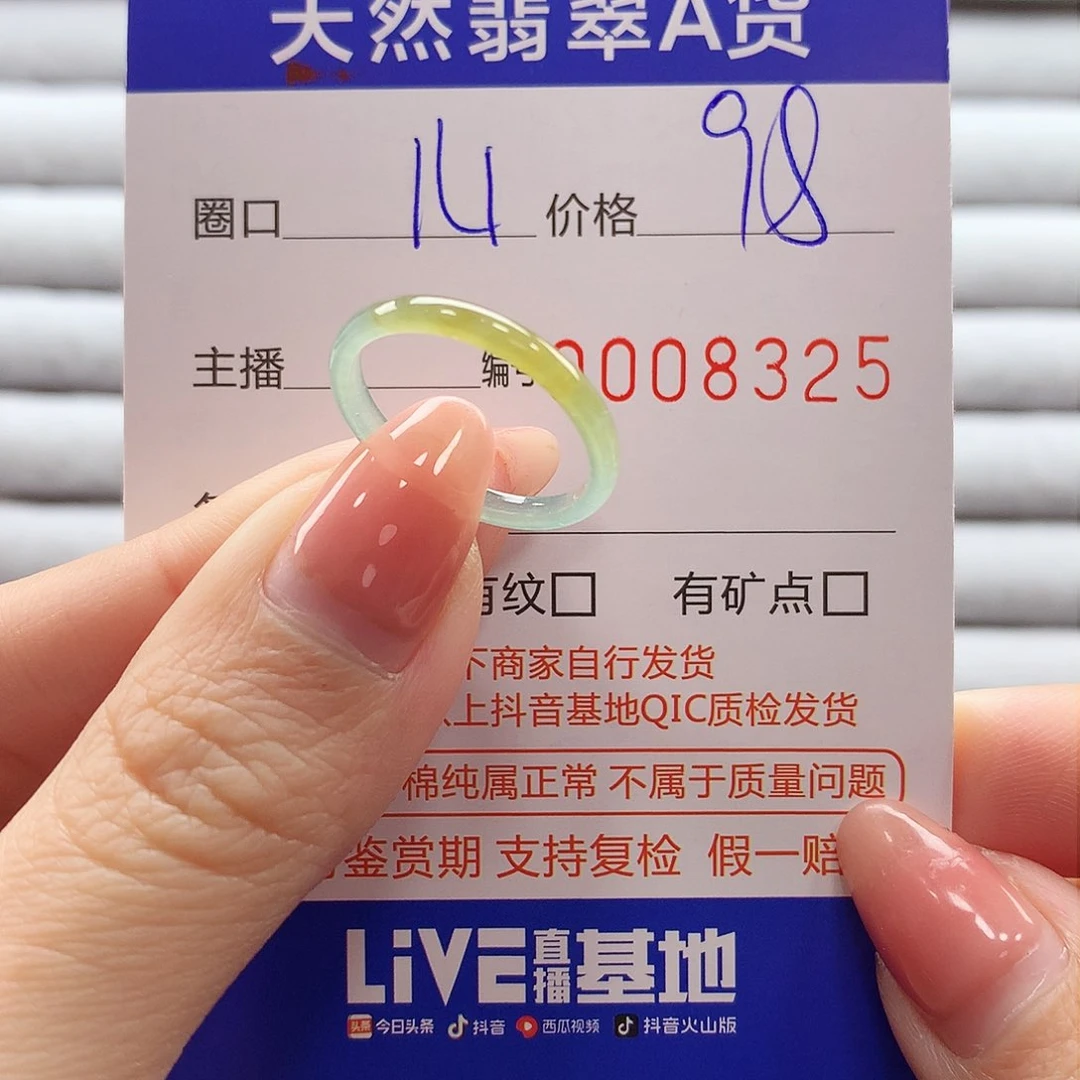 天然翡翠A货
圈口 14 价格 98
主播 编号 0008325
有纹□ 有矿点□
下商家自行发货
以上抖音基地QIC质检发货
棉纯属正常 不属于质量问题
鉴赏期 支持复检 假一赔
LiVE直播基地
头条 今日头条 抖音 西瓜视频 抖音火山版